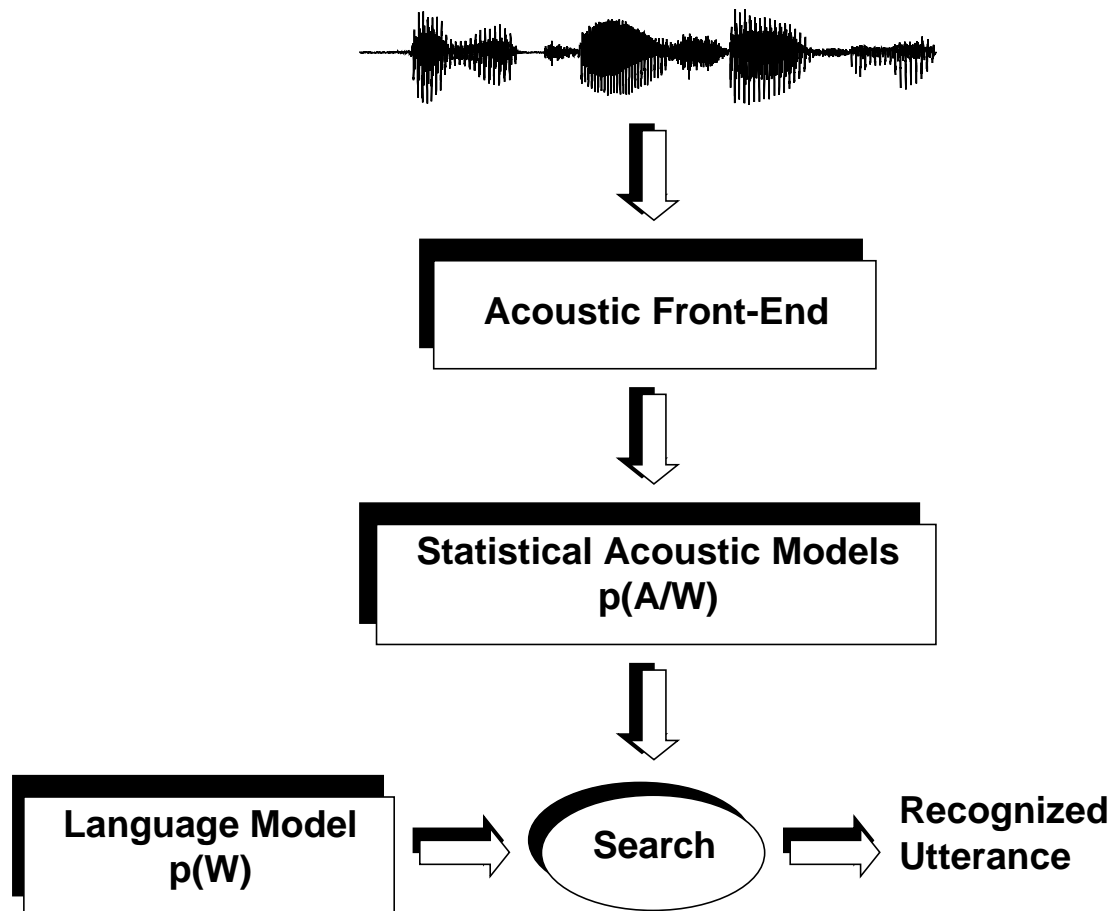 Acoustic Front-End
Statistical Acoustic Models
p(A/W)
Language Model
p(W)
Search
Recognized
Utterance